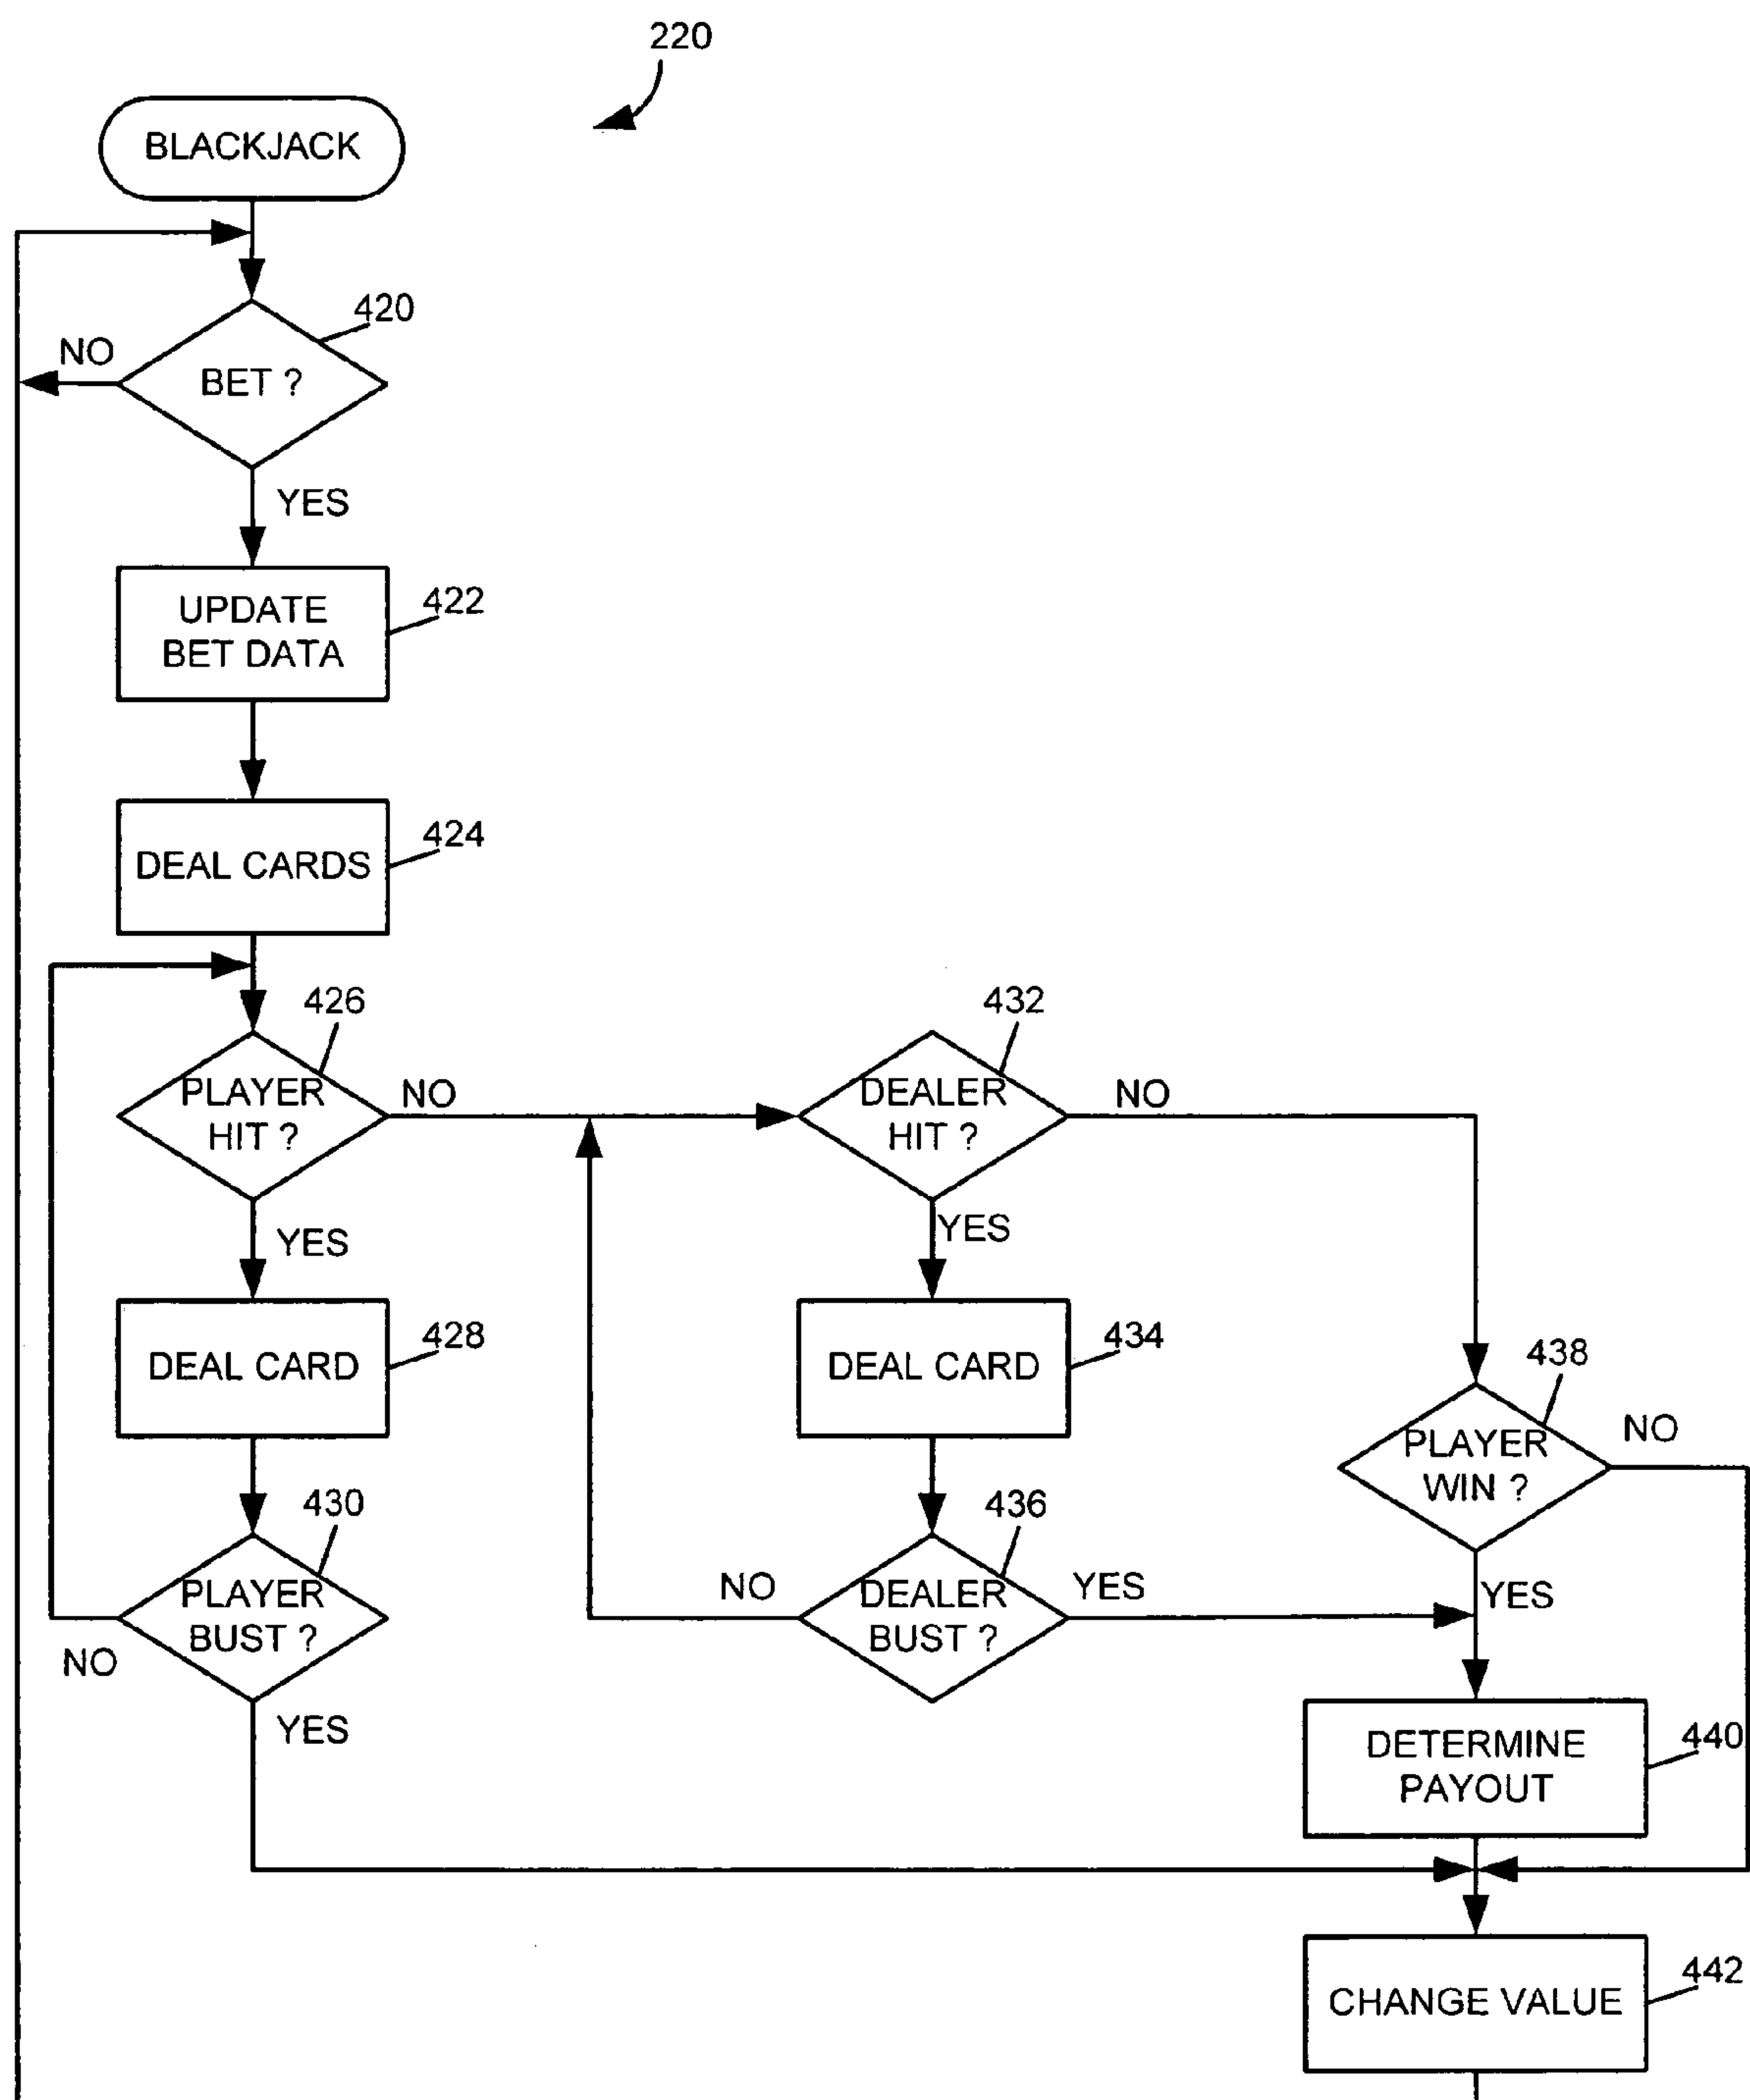 220
BLACKJACK
420
NO
BET ?
YES
UPDATE
BET DATA
422
DEAL CARDS
424
426
PLAYER
HIT ?
NO
YES
DEAL CARD
428
430
PLAYER
BUST ?
NO
YES
432
DEALER
HIT ?
NO
YES
DEAL CARD
434
436
DEALER
BUST ?
NO
YES
438
PLAYER
WIN ?
NO
YES
DETERMINE
PAYOUT
440
CHANGE VALUE
442